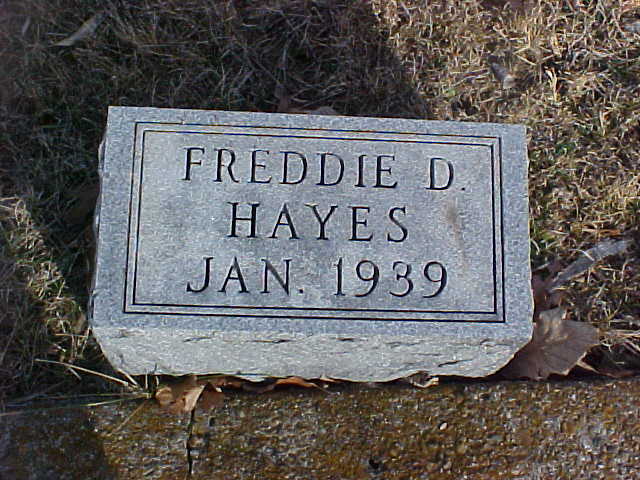 FREDDIE D.
HAYES
JAN. 1939